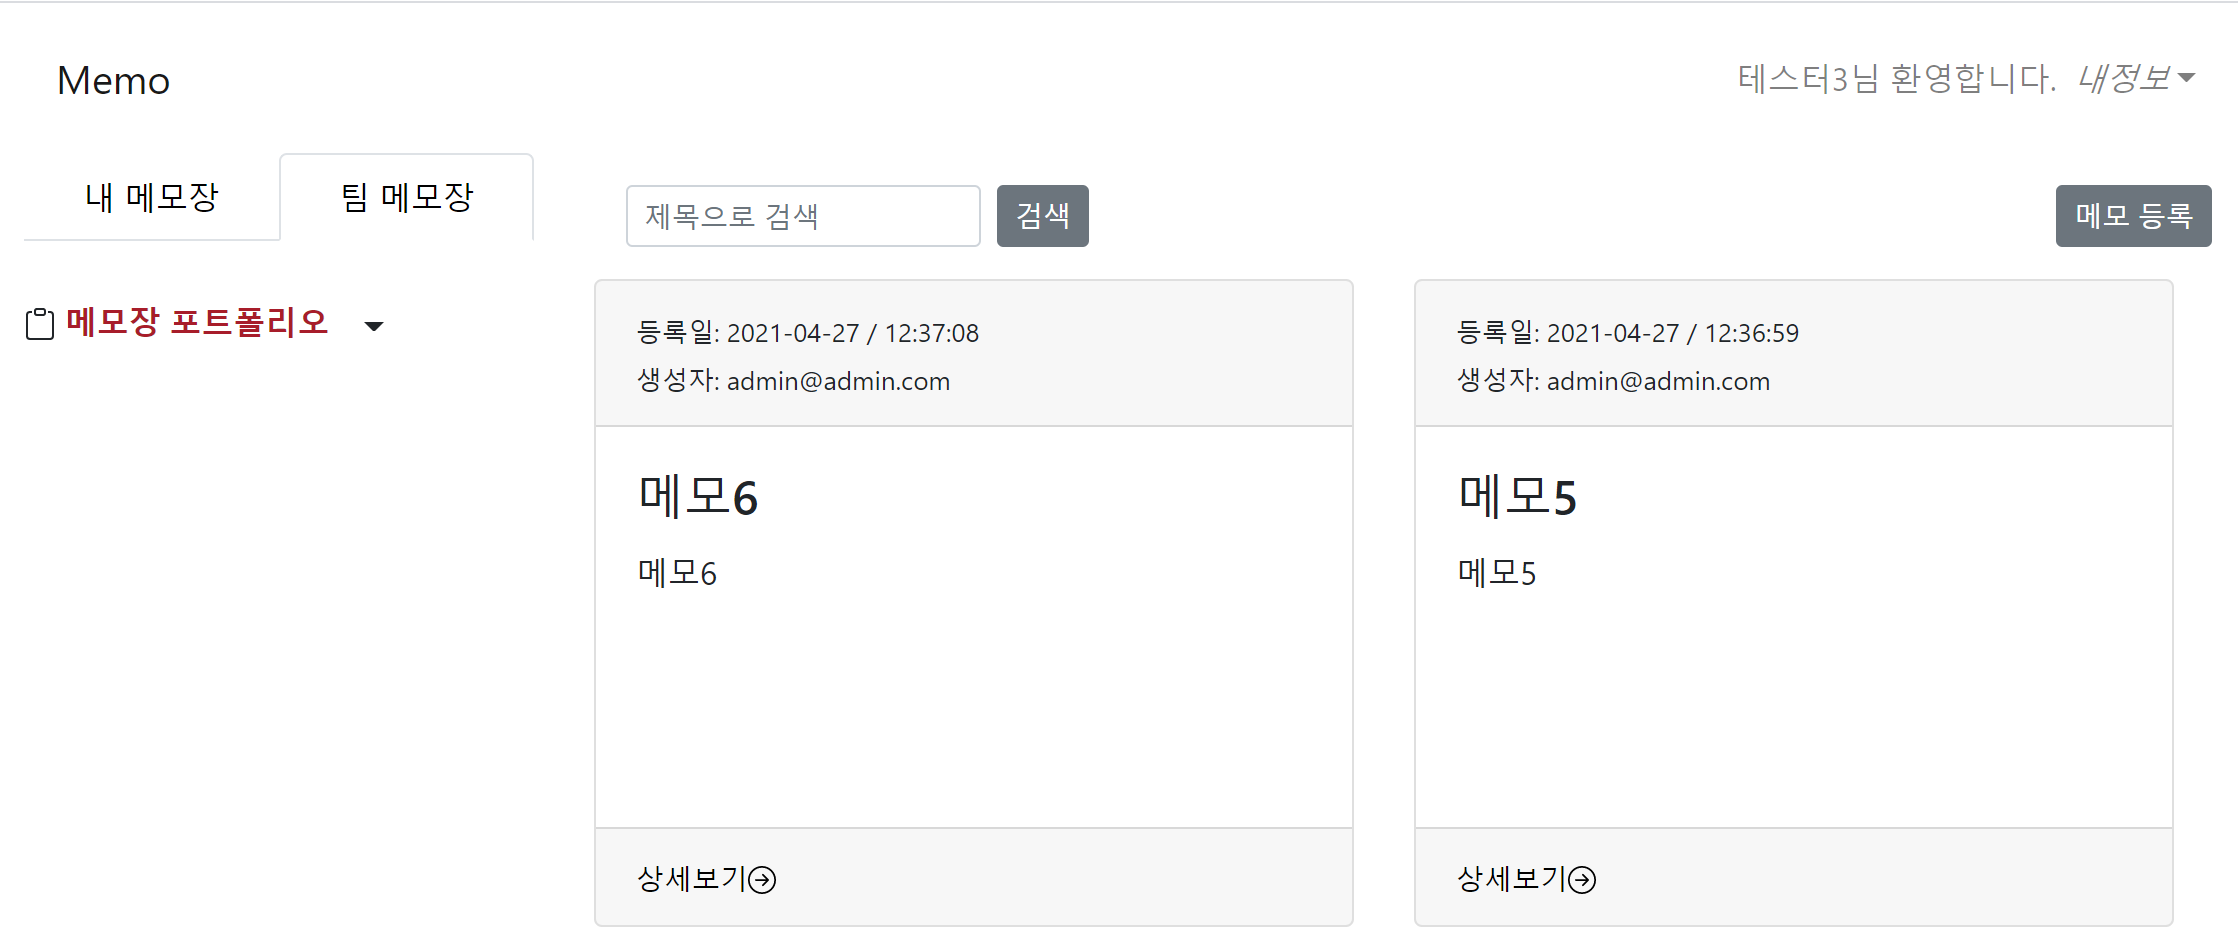 Memo
테스터3님 환영합니다. 내정보
내 메모장
팀 메모장
제목으로 검색
검색
메모 등록
메모장 포트폴리오
등록일: 2021-04-27 / 12:37:08
생성자: admin@admin.com
메모6
메모6
상세보기
등록일: 2021-04-27 / 12:36:59
생성자: admin@admin.com
메모5
메모5
상세보기